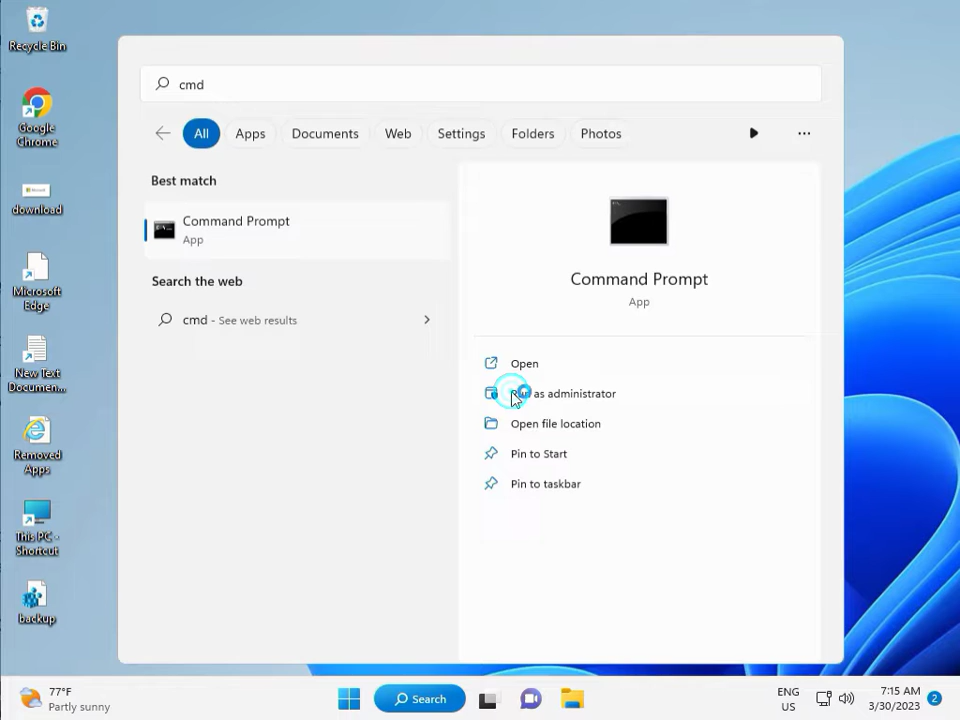 Recycle Bin
Google
Chrome
download
Microsoft
Edge
New Text
Documen...
Removed
Apps
This PC -
Shortcut
backup
cmd
All
Apps
Documents
Web
Settings
Folders
Photos
Best match
Command Prompt
App
Search the web
cmd - See web results
Command Prompt
App
Open
Run as administrator
Open file location
Pin to Start
Pin to taskbar
77°F
Partly sunny
Search
ENG
US
7:15 AM
3/30/2023
2